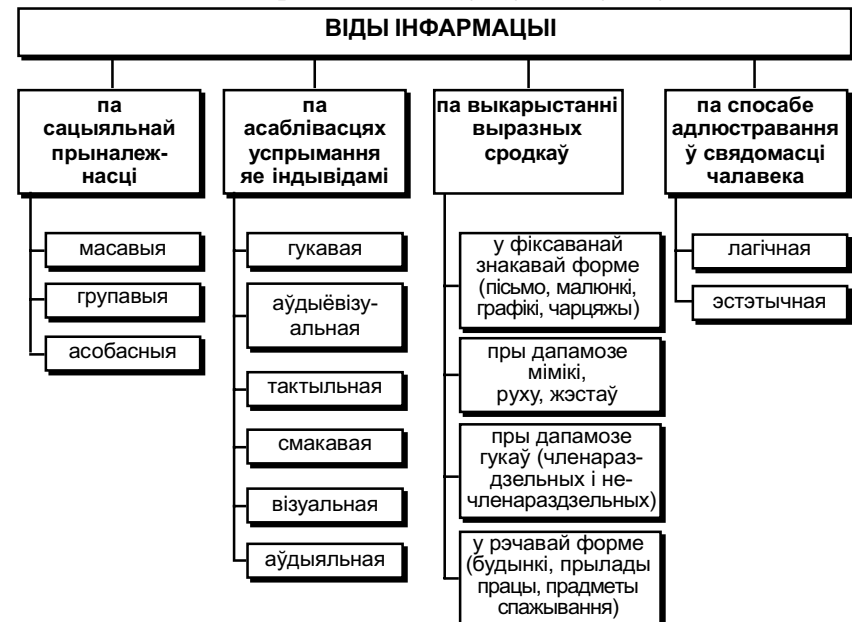 ВІДЫ ІНФАРМАЦЫІ
па
сацыяльнай
прыналеж-
насці
масавыя
групавыя
асобасныя
па
асаблівасцях
успрымання
яе індывідамі
гукавая
аўдыёвізу-
альная
тактыльная
смакавая
візуальная
аўдыяльная
па выкарыстанні
выразных
сродкаў
у фіксаванай
знакавай форме
(пісьмо, малюнкі,
графікі, чарцяжы)
пры дапамозе
мімікі,
руху, жэстаў
пры дапамозе
гукаў (членараз-
дзельных і не-
членараздзельных)
у рэчавай форме
(будынкі, прылады
працы, прадметы
спажывання)
па спосабе
адлюстравання
ў свядомасці
чалавека
лагічная
эстэтычная